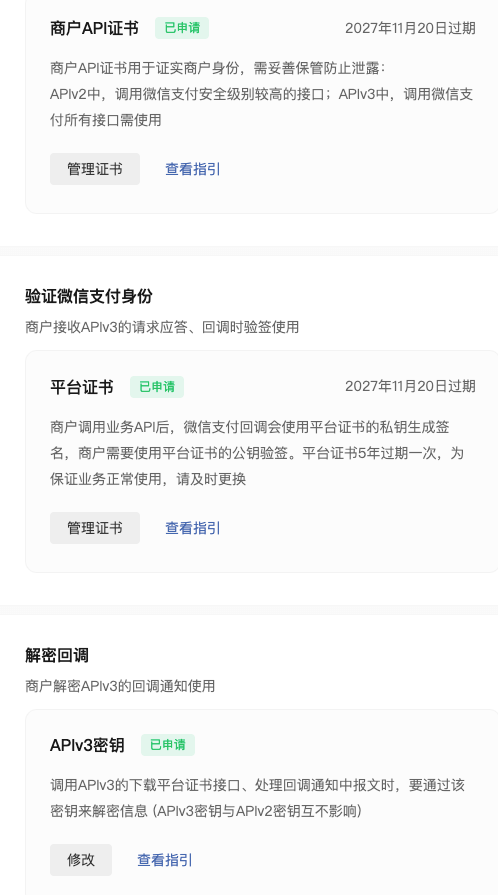 商户API证书 已申请 2027年11月20日过期
商户API证书用于证实商户身份，需妥善保管防止泄露：
APIv2中，调用微信支付安全级别较高的接口；APIv3中，调用微信支
付所有接口需使用
管理证书 查看指引
验证微信支付身份
商户接收APIv3的请求应答、回调时验签使用
平台证书 已申请 2027年11月20日过期
商户调用业务API后，微信支付回调会使用平台证书的私钥生成签
名，商户需要使用平台证书的公钥验签。平台证书5年过期一次，为
保证业务正常使用，请及时更换
管理证书 查看指引
解密回调
商户解密APIv3的回调通知使用
APIv3密钥 已申请
调用APIv3的下载平台证书接口、处理回调通知中报文时，要通过该
密钥来解密信息 (APIv3密钥与APIv2密钥互不影响)
修改 查看指引